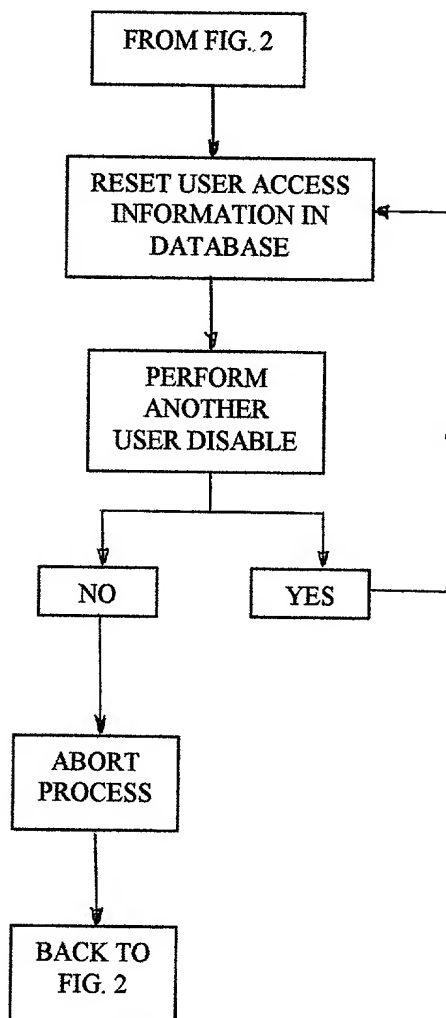 FROM FIG. 2
RESET USER ACCESS
INFORMATION IN
DATABASE
PERFORM
ANOTHER
USER DISABLE
NO
YES
ABORT
PROCESS
BACK TO
FIG. 2